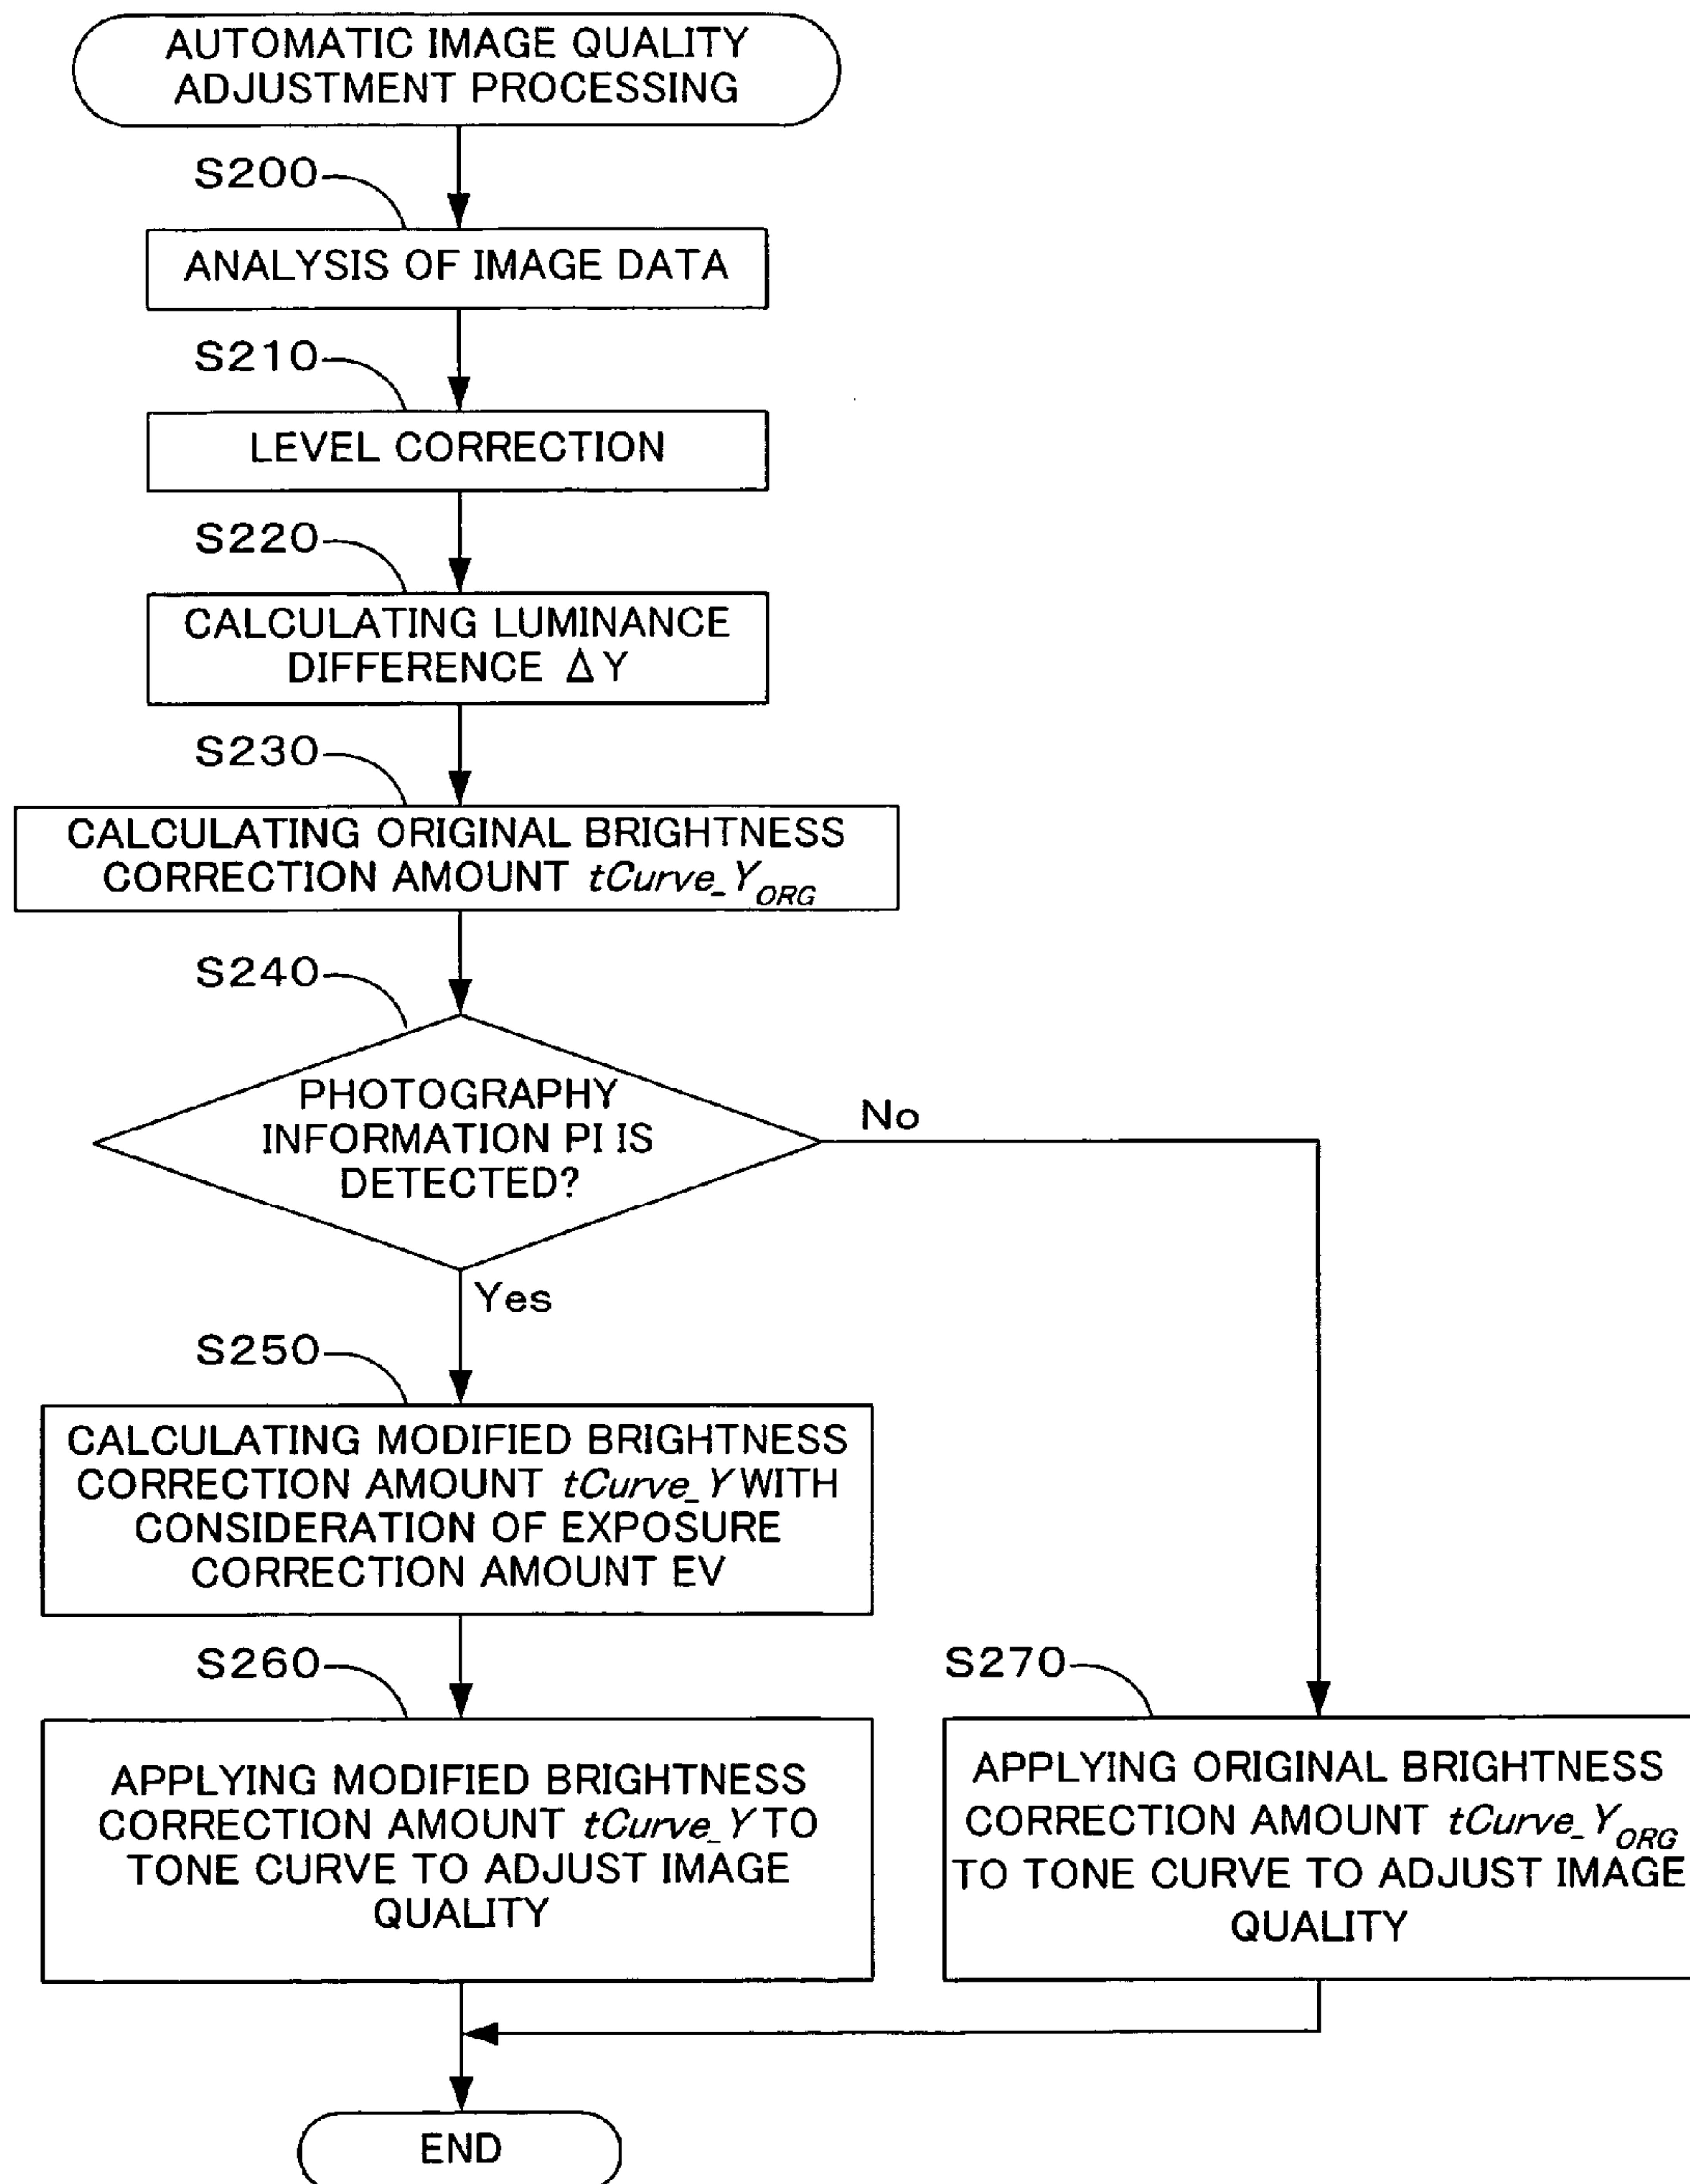 AUTOMATIC IMAGE QUALITY
ADJUSTMENT PROCESSING
S200
ANALYSIS OF IMAGE DATA
S210
LEVEL CORRECTION
S220
CALCULATING LUMINANCE
DIFFERENCE ΔY
S230
CALCULATING ORIGINAL BRIGHTNESS
CORRECTION AMOUNT tCurve_Y_ORG
S240
PHOTOGRAPHY
INFORMATION PI IS
DETECTED?
No
Yes
S250
CALCULATING MODIFIED BRIGHTNESS
CORRECTION AMOUNT tCurve_Y WITH
CONSIDERATION OF EXPOSURE
CORRECTION AMOUNT EV
S260
APPLYING MODIFIED BRIGHTNESS
CORRECTION AMOUNT tCurve_Y TO
TONE CURVE TO ADJUST IMAGE
QUALITY
S270
APPLYING ORIGINAL BRIGHTNESS
CORRECTION AMOUNT tCurve_Y_ORG
TO TONE CURVE TO ADJUST IMAGE
QUALITY
END